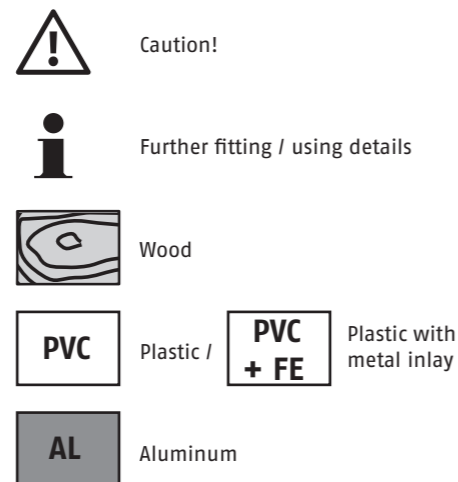 Caution!
Further fitting / using details
Wood
PVC
Plastic /
PVC
+ FE
Plastic with
metal inlay
AL
Aluminum